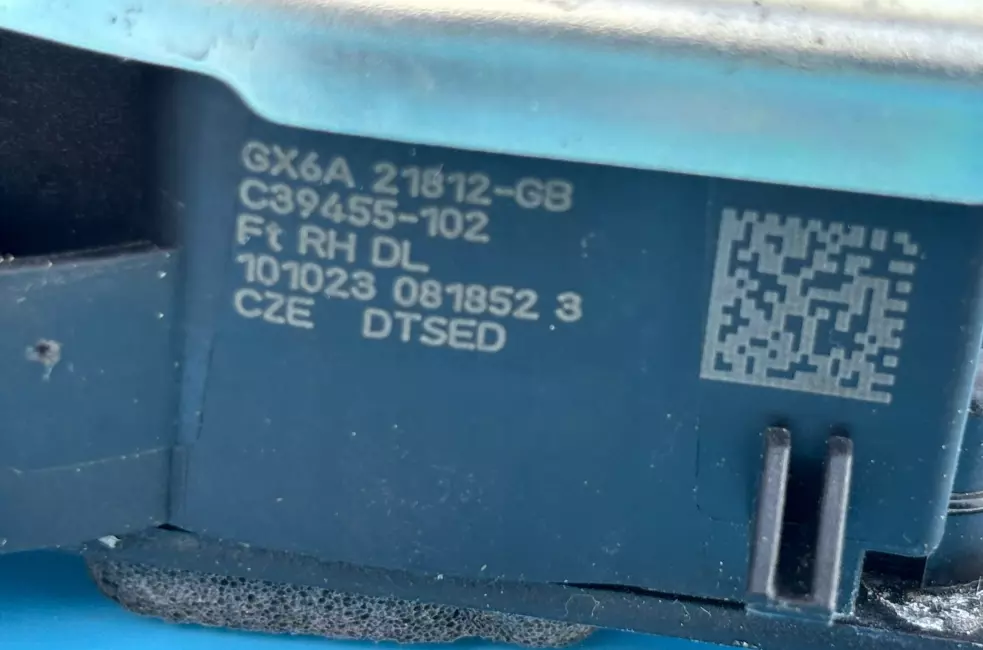 GX6A 21812-GB
C39455-102
Ft RH DL
101023 081852 3
CZE DTSED